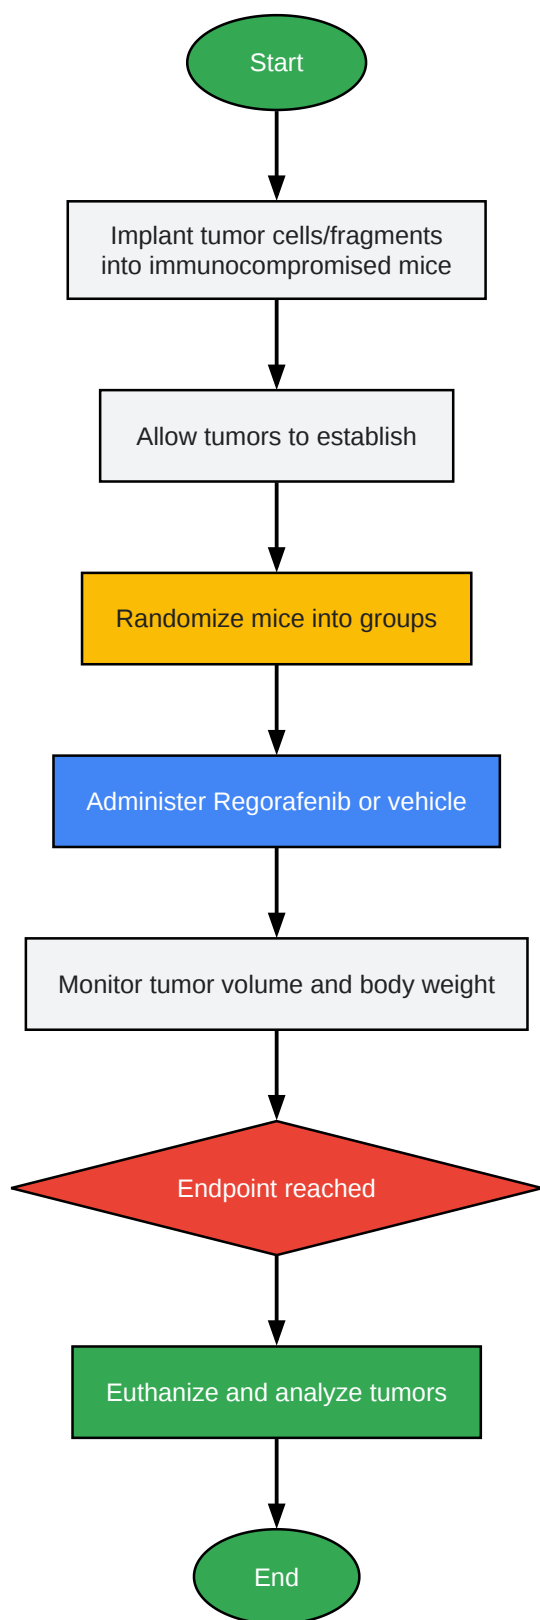 Start
Implant tumor cells/fragments
into immunocompromised mice
Allow tumors to establish
Randomize mice into groups
Administer Regorafenib or vehicle
Monitor tumor volume and body weight
Endpoint reached
Euthanize and analyze tumors
End